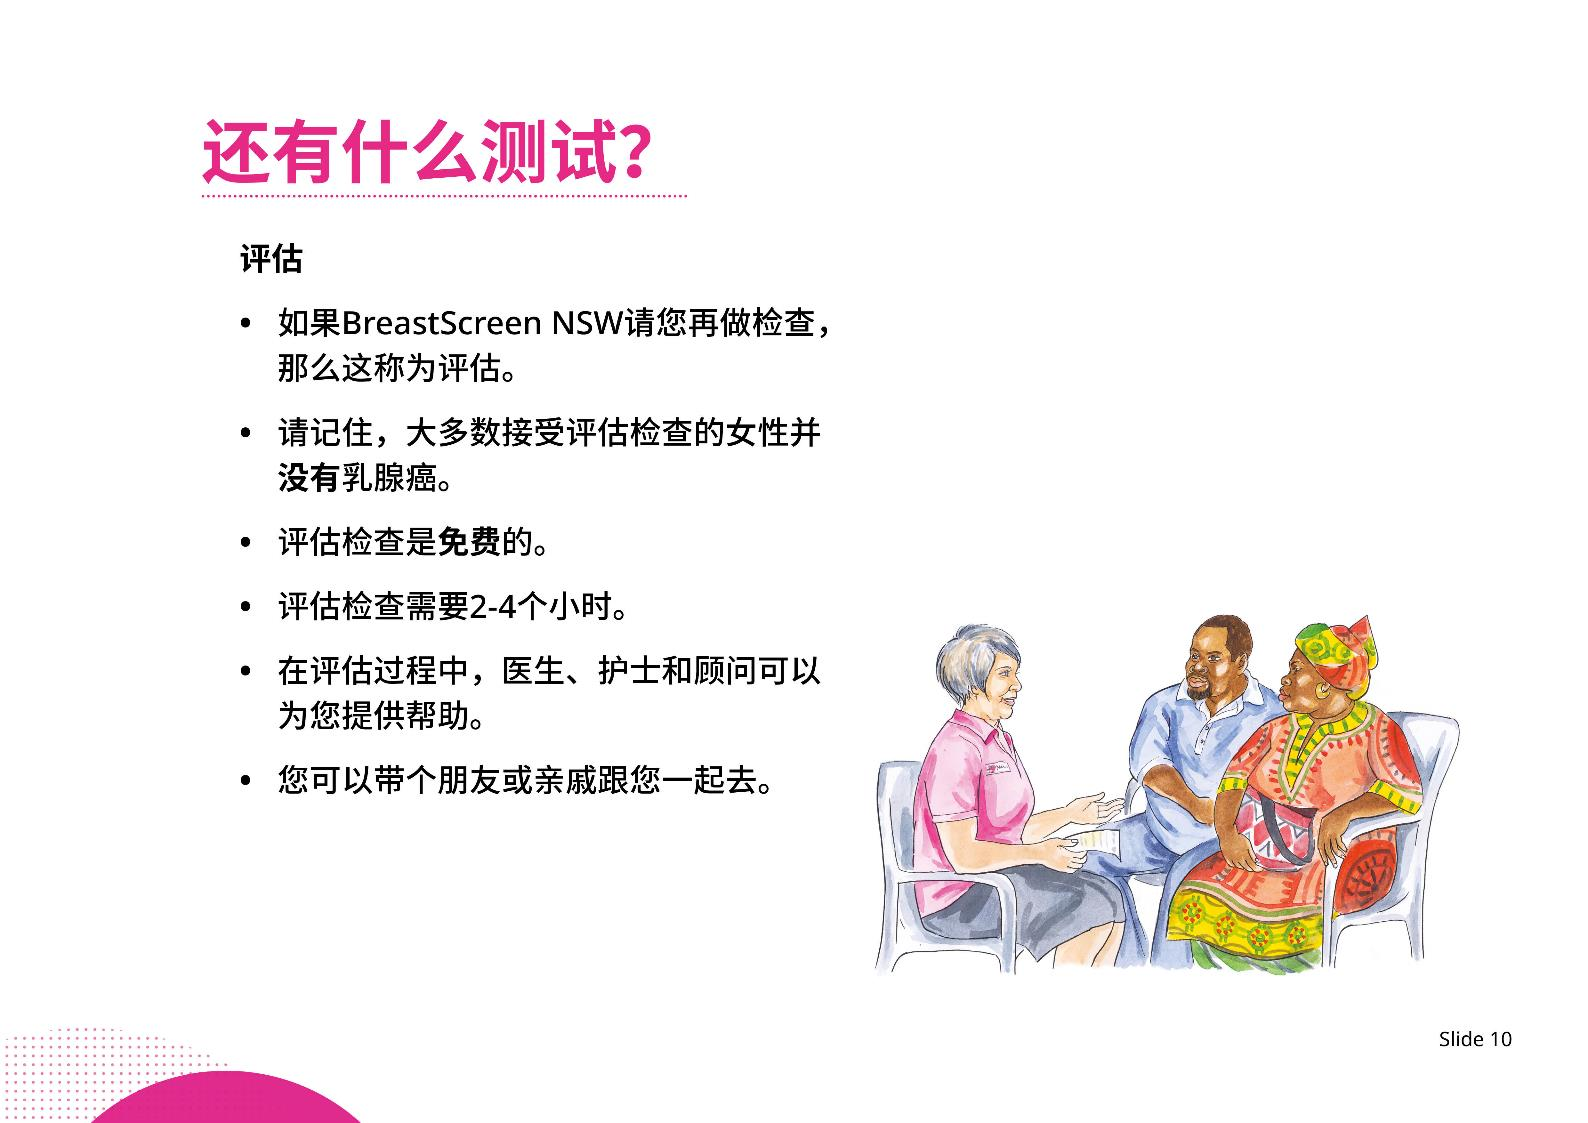 还有什么测试？
评估
• 如果BreastScreen NSW请您再做检查，
那么这称为评估。
• 请记住，大多数接受评估检查的女性并
没有乳腺癌。
• 评估检查是免费的。
• 评估检查需要2-4个小时。
• 在评估过程中，医生、护士和顾问可以
为您提供帮助。
• 您可以带个朋友或亲戚跟您一起去。
Slide 10